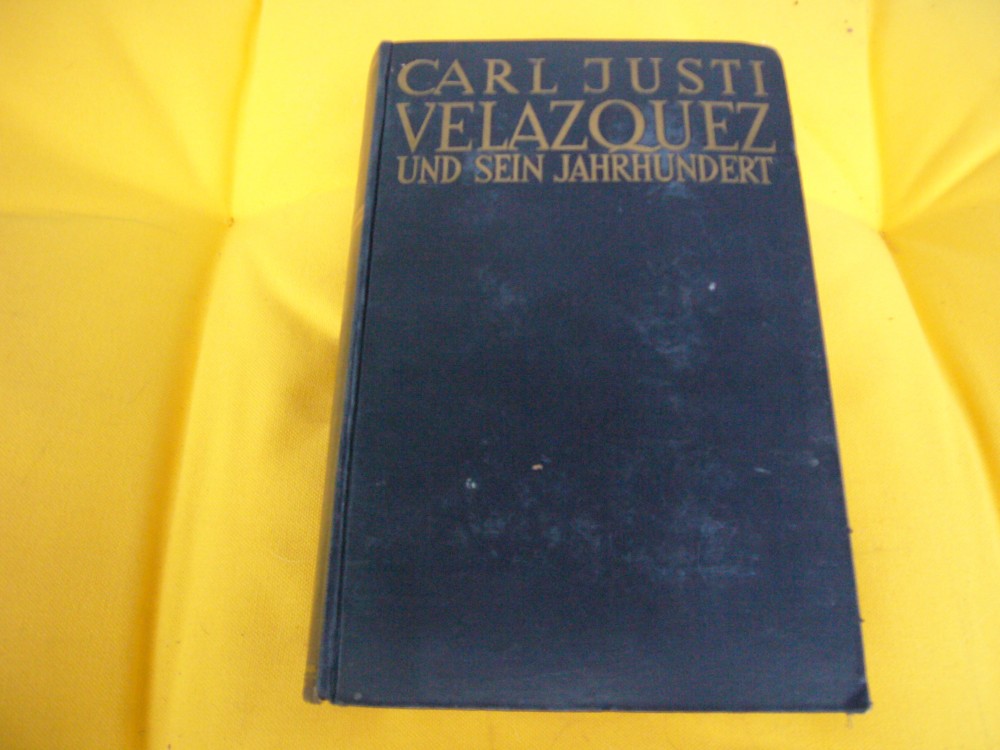 CARL JUSTI
VELAZQUEZ
UND SEIN JAHRHUNDERT